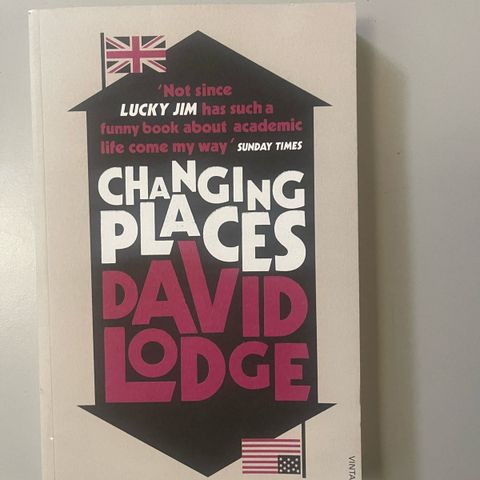 'Not since
LUCKY JIM has such a
funny book about academic
life come my way' SUNDAY TIMES
CHANGING
PLACES
DAVID
LODGE
VINTA